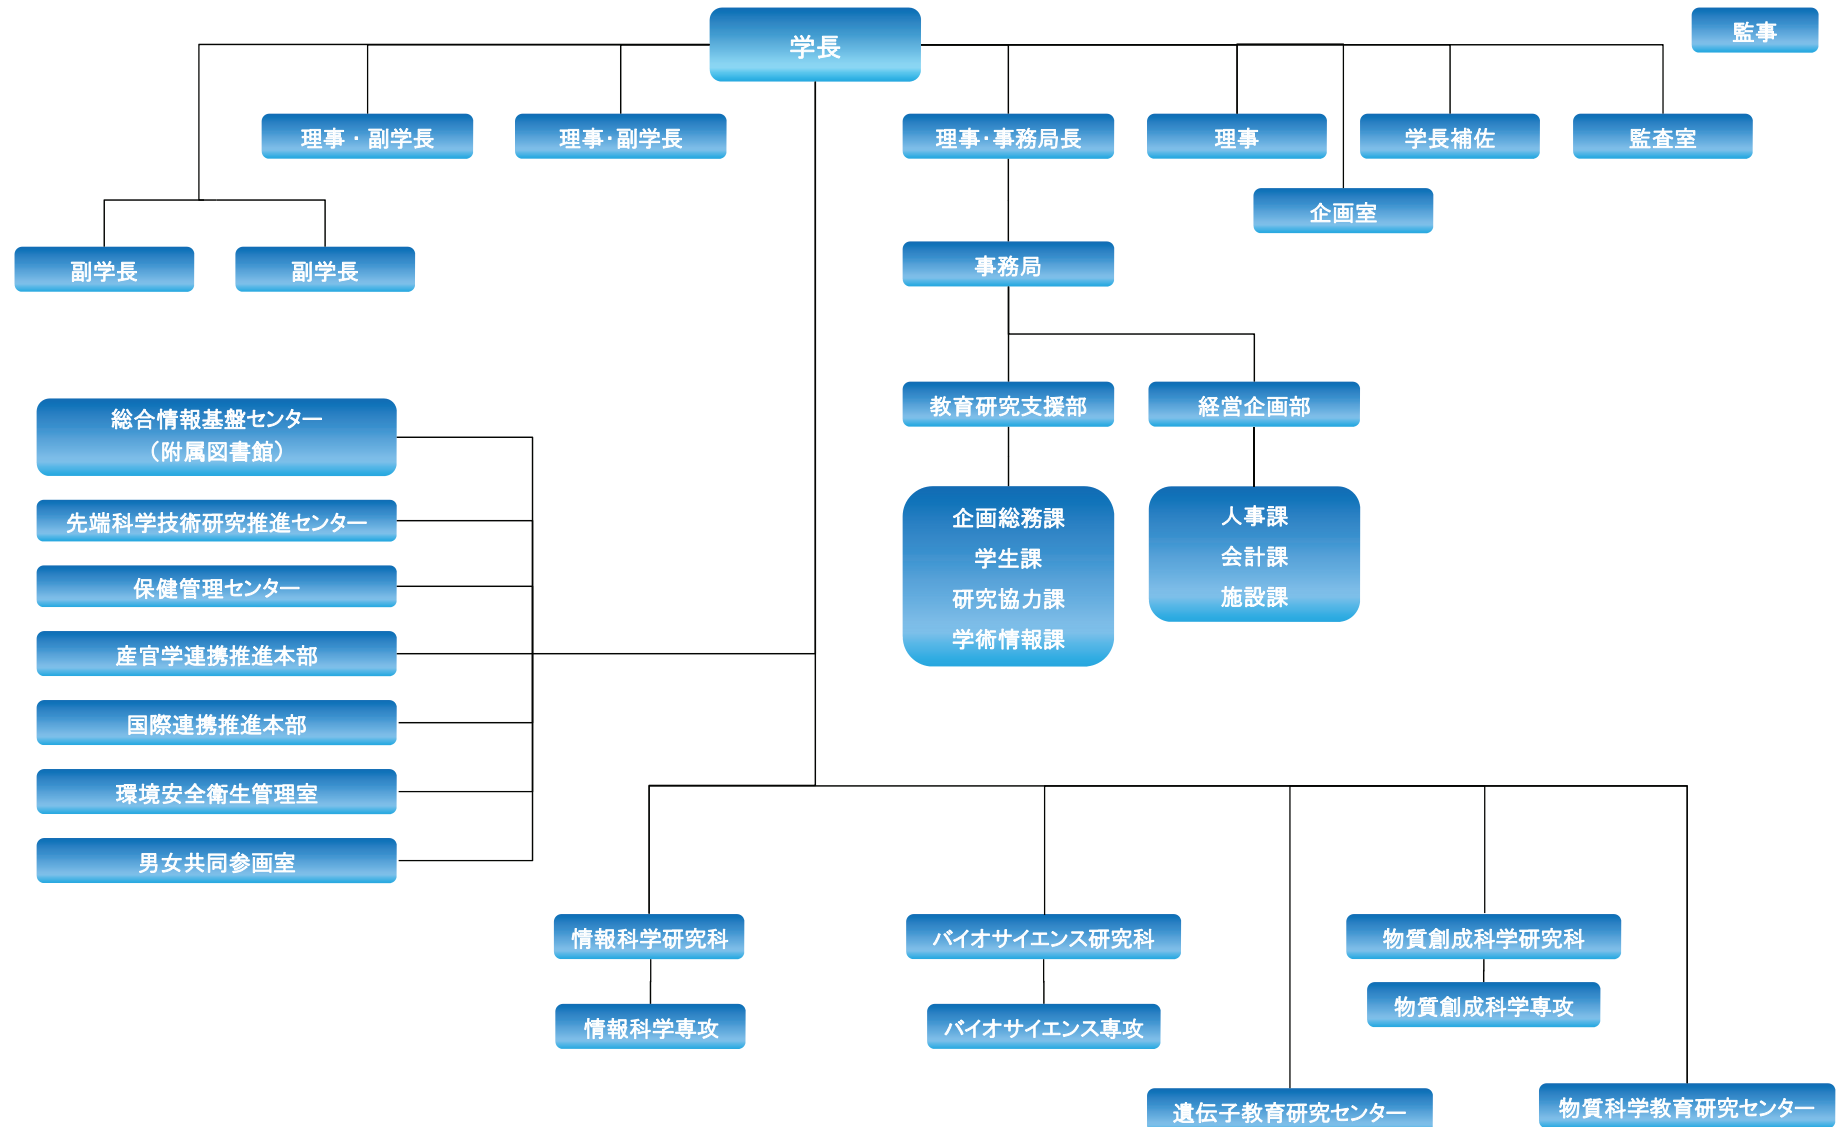 学長
監事
理事・副学長
理事・副学長
理事・事務局長
理事
学長補佐
監査室
企画室
副学長
副学長
事務局
教育研究支援部
経営企画部
総合情報基盤センター
（附属図書館）
先端科学技術研究推進センター
保健管理センター
産官学連携推進本部
国際連携推進本部
環境安全衛生管理室
男女共同参画室
企画総務課
学生課
研究協力課
学術情報課
人事課
会計課
施設課
情報科学研究科
バイオサイエンス研究科
物質創成科学研究科
情報科学専攻
バイオサイエンス専攻
物質創成科学専攻
遺伝子教育研究センター
物質科学教育研究センター